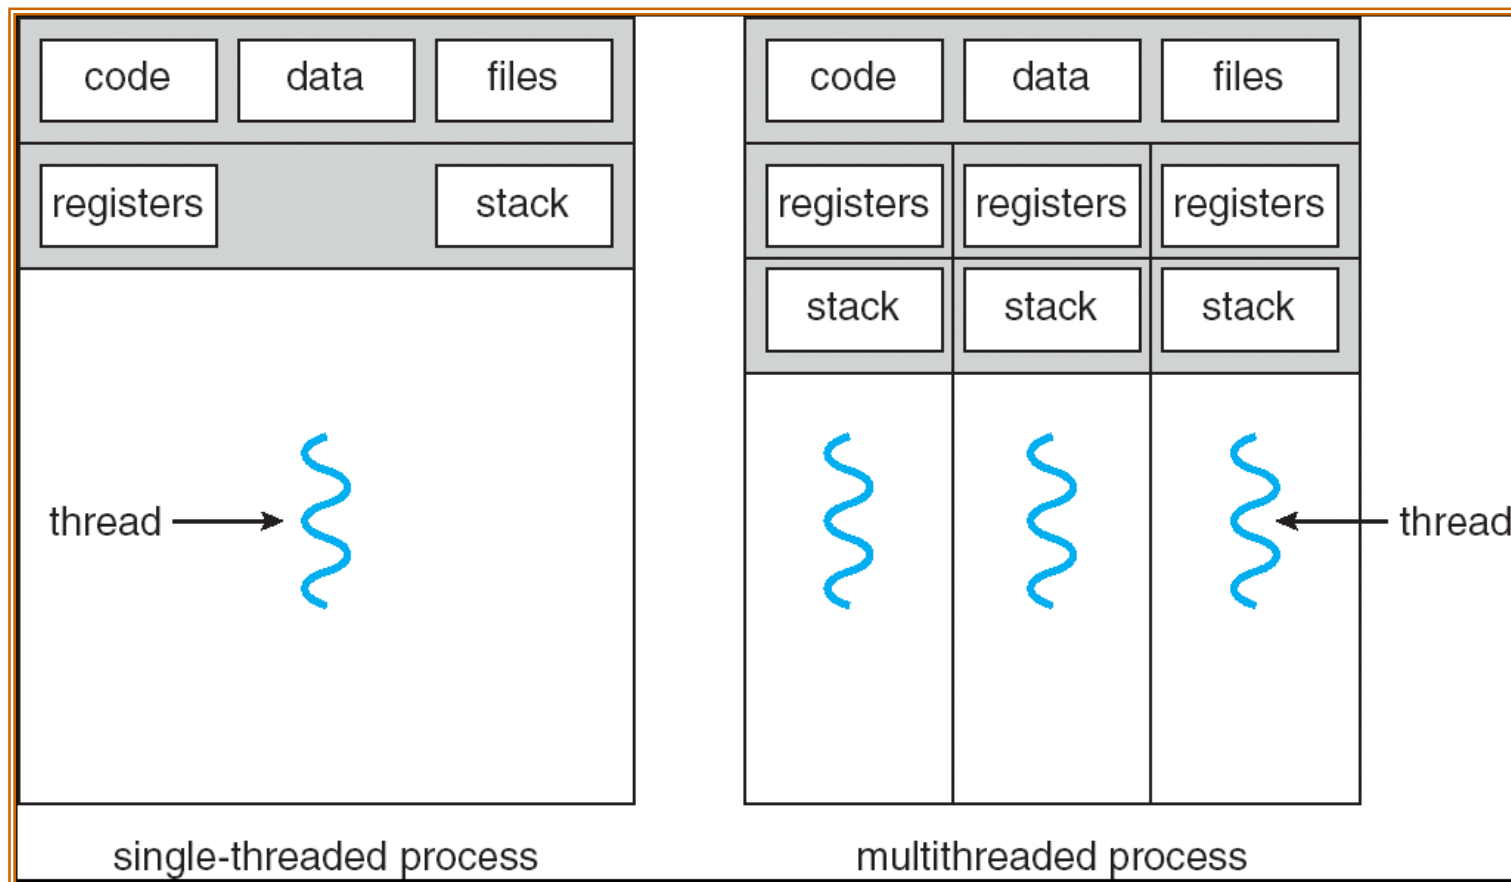 code data files
registers stack
thread
single-threaded process
code data files
registers registers registers
stack stack stack
thread
multithreaded process